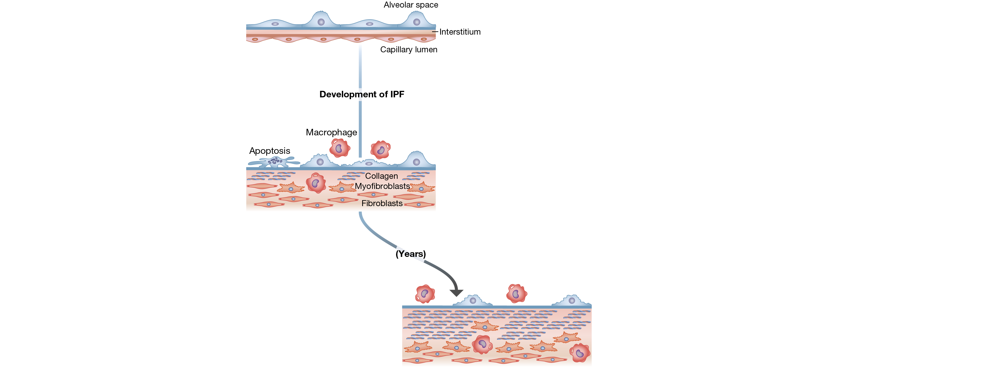 Alveolar space
Interstitium
Capillary lumen
Development of IPF
Macrophage
Apoptosis
Collagen
Myofibroblasts
Fibroblasts
(Years)